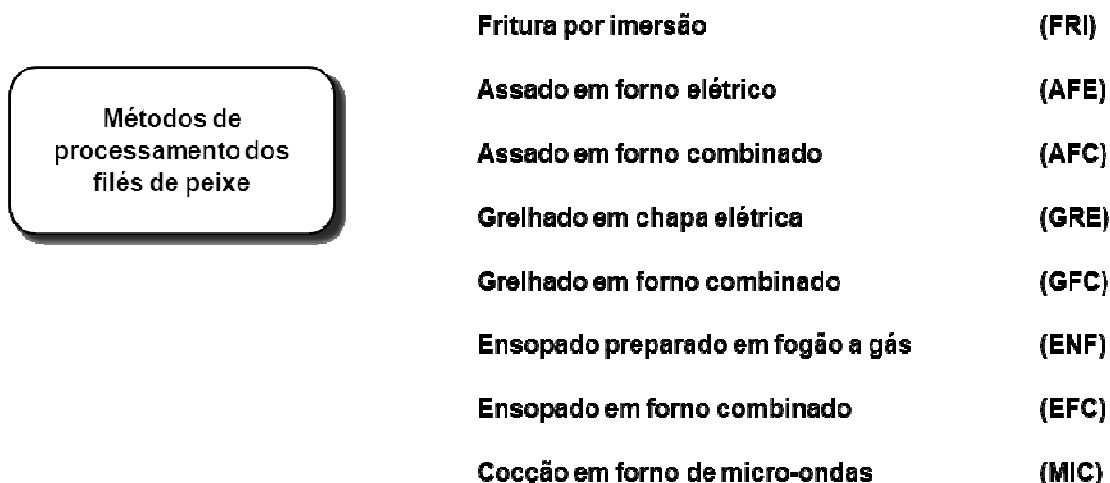 Fritura por imersão (FRI)
Assado em forno elétrico (AFE)
Métodos de
processamento dos
filés de peixe
Assado em forno combinado (AFC)
Grelhado em chapa elétrica (GRE)
Grelhado em forno combinado (GFC)
Ensopado preparado em fogão a gás (ENF)
Ensopado em forno combinado (EFC)
Cocção em forno de micro-ondas (MIC)